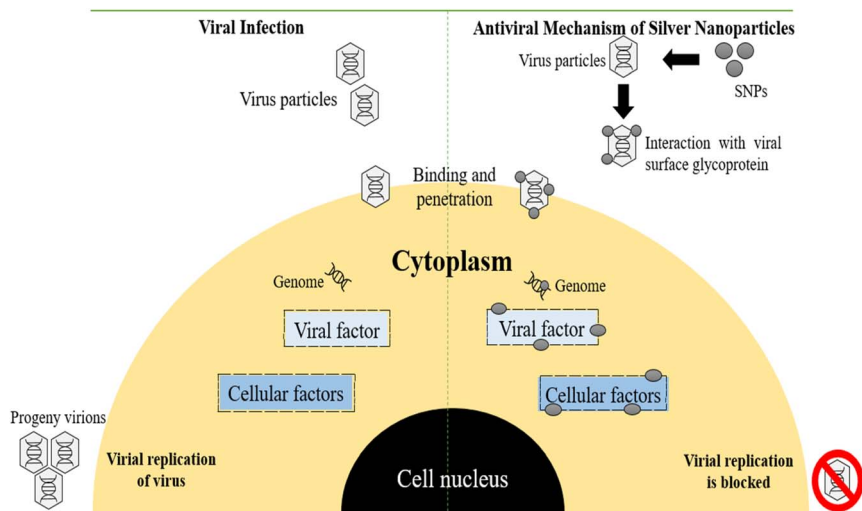 Viral Infection
Antiviral Mechanism of Silver Nanoparticles
Virus particles
SNPs
Virus particles
Interaction with viral
surface glycoprotein
Binding and
penetration
Cytoplasm
Genome
Genome
Viral factor
Viral factor
Cellular factors
Cellular factors
Progeny virions
Virial replication
of virus
Cell nucleus
Virial replication
is blocked